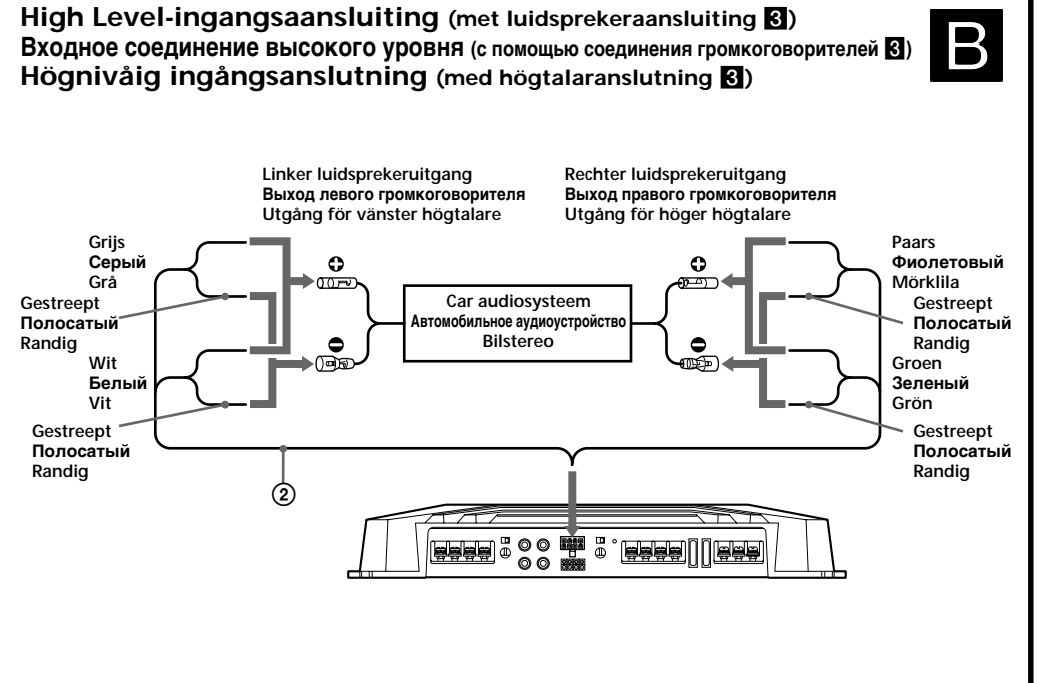 High Level-ingangsaansluiting (met luidsprekeraansluiting 3)
Входное соединение высокого уровня (с помощью соединения громкоговорителей 3)
Högnivåig ingångsanslutning (med högtalaranslutning 3)
B
Linker luidsprekeruitgang
Выход левого громкоговорителя
Utgång för vänster högtalare
Rechter luidsprekeruitgang
Выход правого громкоговорителя
Utgång för höger högtalare
Grijs
Серый
Grå
Gestreept
Полосатый
Randig
Wit
Белый
Vit
Gestreept
Полосатый
Randig
Car audiosysteem
Автомобильное аудиоустройство
Bilstereo
Paars
Фиолетовый
Mörklila
Gestreept
Полосатый
Randig
Groen
Зеленый
Grön
Gestreept
Полосатый
Randig
②